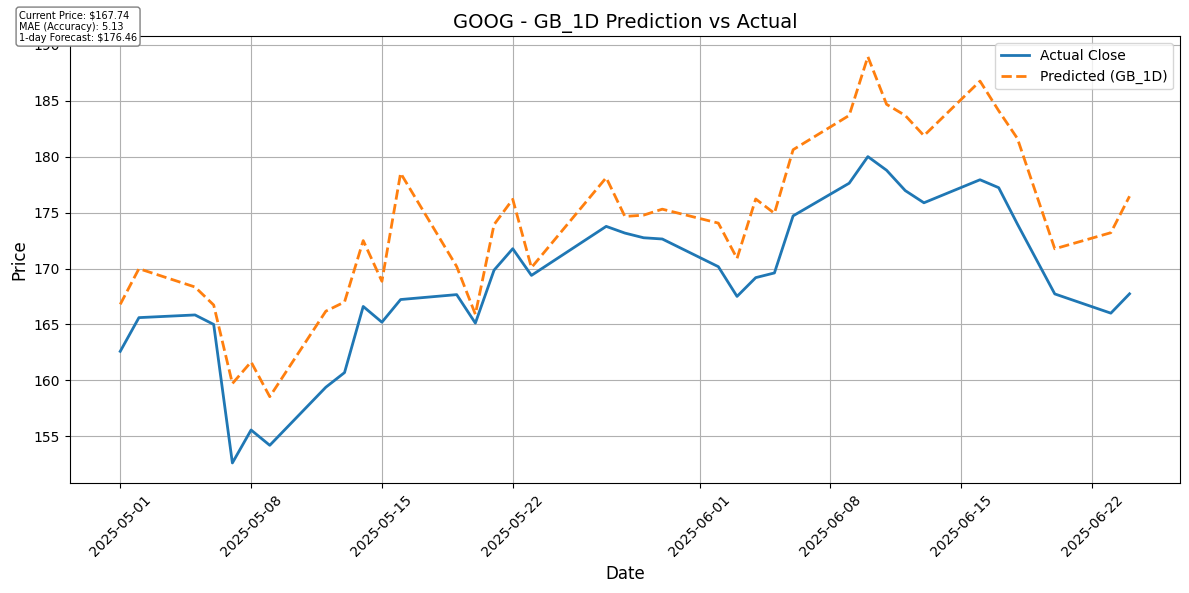 GOOG - GB_1D Prediction vs Actual
Current Price: $167.74
MAE (Accuracy): 5.13
1-day Forecast: $176.46
Actual Close
Predicted (GB_1D)
Price
190
185
180
175
170
165
160
155
2025-05-01
2025-05-08
2025-05-15
2025-05-22
2025-06-01
2025-06-08
2025-06-15
2025-06-22
Date